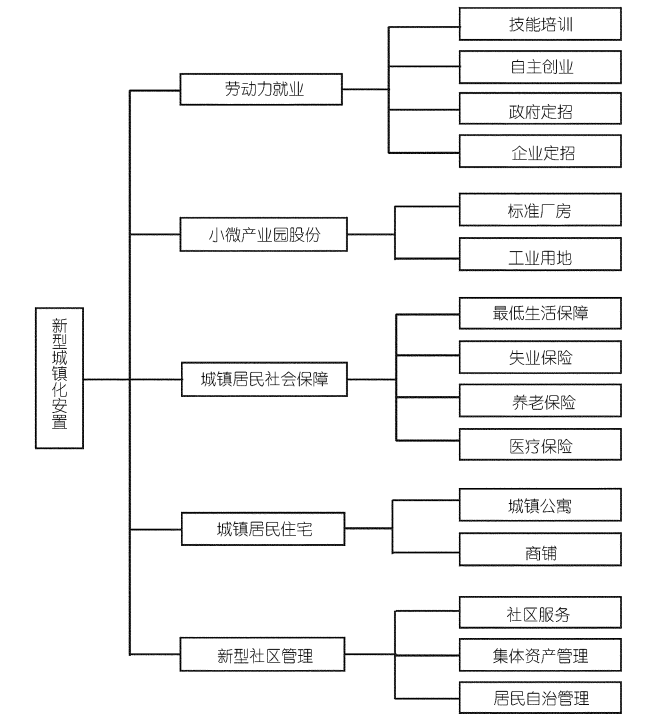 新型城镇化安置
劳动力就业
技能培训
自主创业
政府定招
企业定招
小微产业园股份
标准厂房
工业用地
城镇居民社会保障
最低生活保障
失业保险
养老保险
医疗保险
城镇居民住宅
城镇公寓
商铺
新型社区管理
社区服务
集体资产管理
居民自治管理